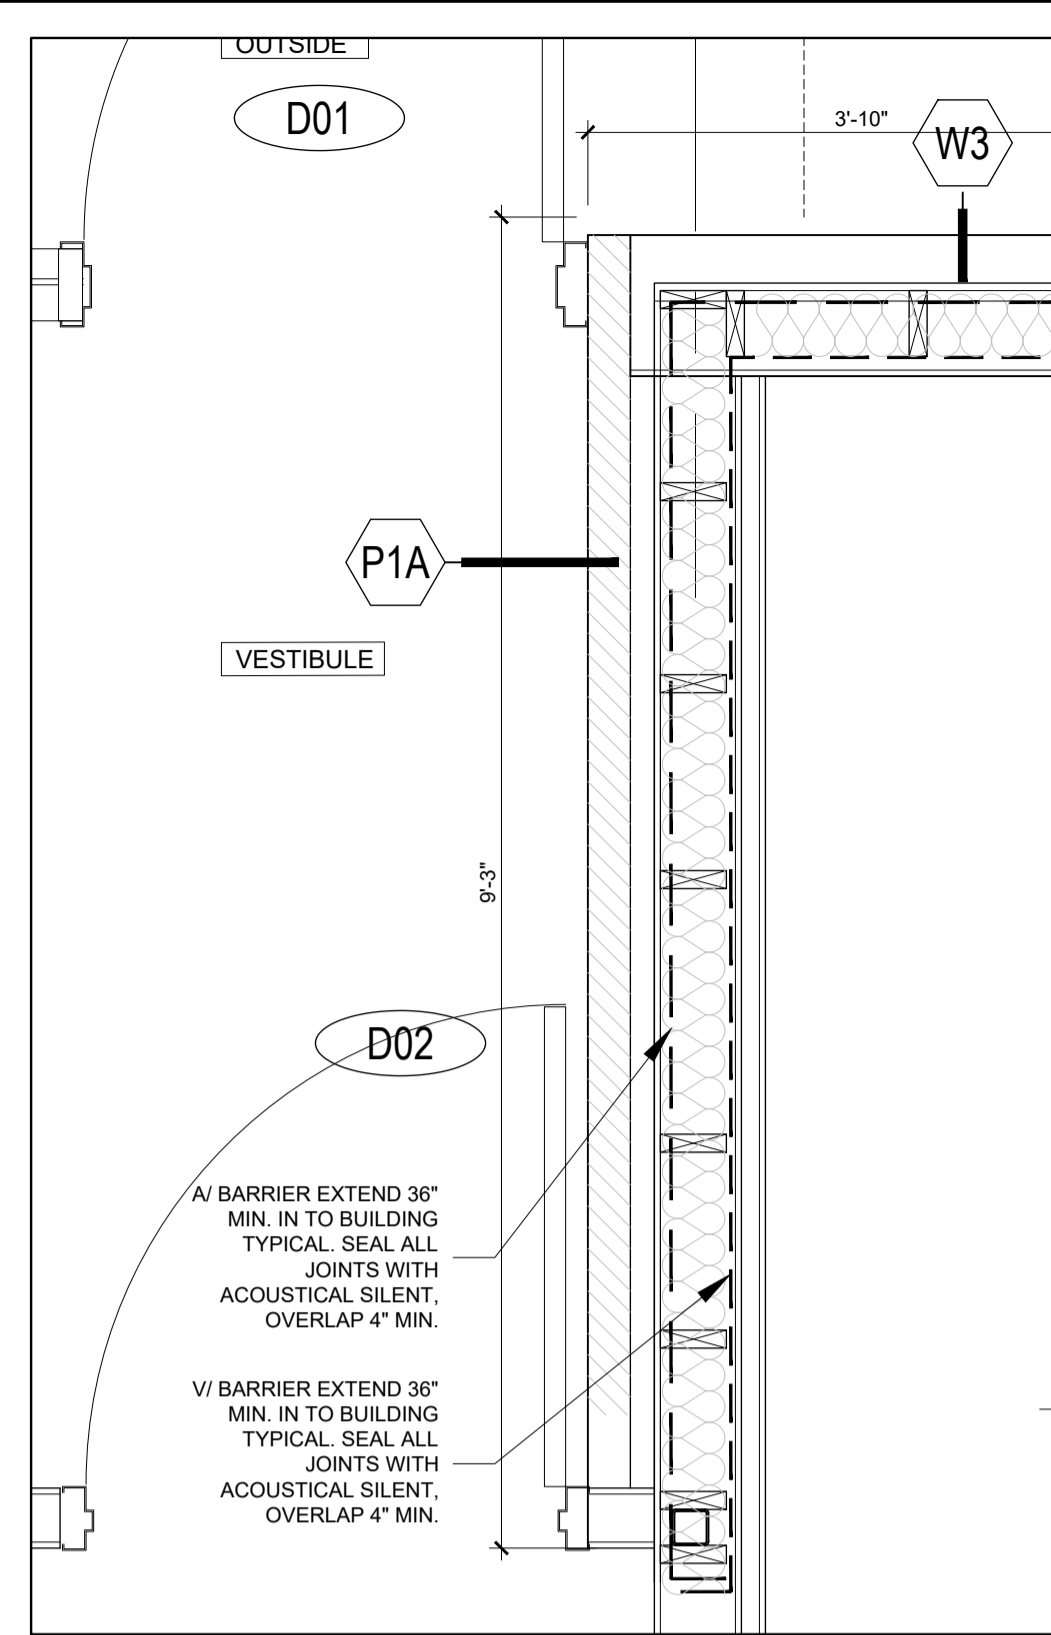 OUTSIDE
D01
3'-10"
W3
P1A
VESTIBULE
9'-3"
D02
A/ BARRIER EXTEND 36"
MIN. IN TO BUILDING
TYPICAL. SEAL ALL
JOINTS WITH
ACOUSTICAL SILENT,
OVERLAP 4" MIN.
V/ BARRIER EXTEND 36"
MIN. IN TO BUILDING
TYPICAL. SEAL ALL
JOINTS WITH
ACOUSTICAL SILENT,
OVERLAP 4" MIN.